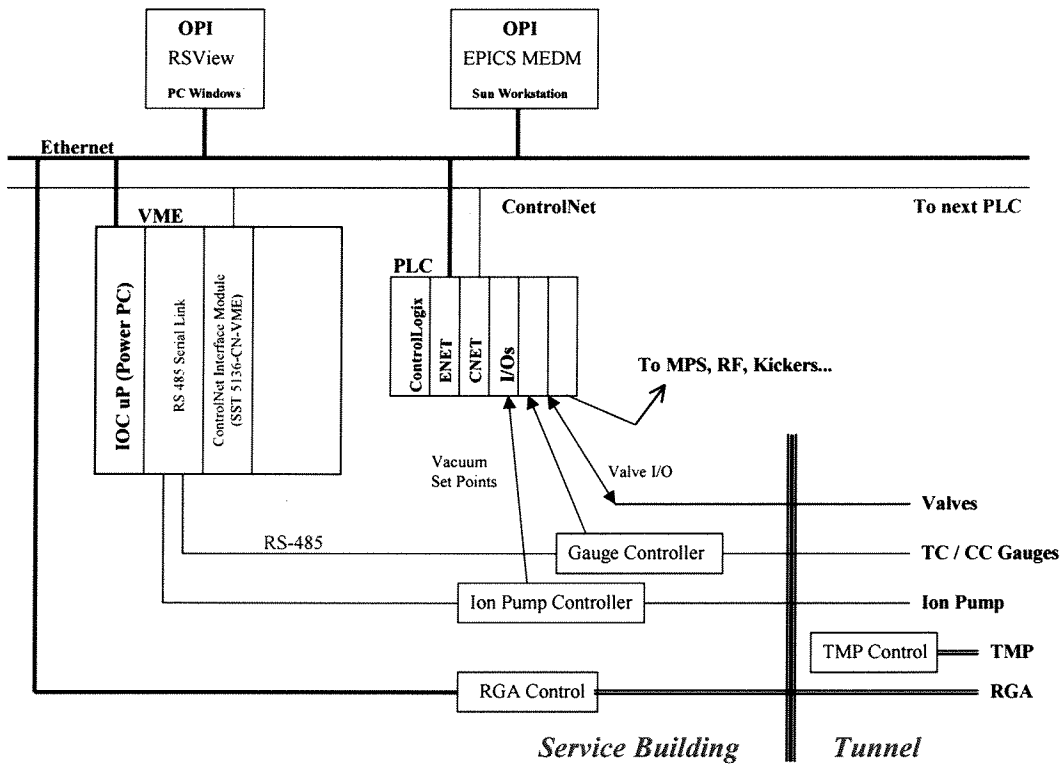 OPI
RSView
PC Windows
OPI
EPICS MEDM
Sun Workstation
Ethernet
ControlNet
To next PLC
VME
IOC uP (Power PC)
RS 485 Serial Link
ControlNet Interface Module
(SST 5136-CN-VME)
PLC
ControlLogix
ENET
CNET
I/Os
To MPS, RF, Kickers...
Vacuum
Set Points
Valve I/O
Valves
RS-485
Gauge Controller
TC / CC Gauges
Ion Pump Controller
Ion Pump
TMP Control
TMP
RGA Control
RGA
Service Building
Tunnel